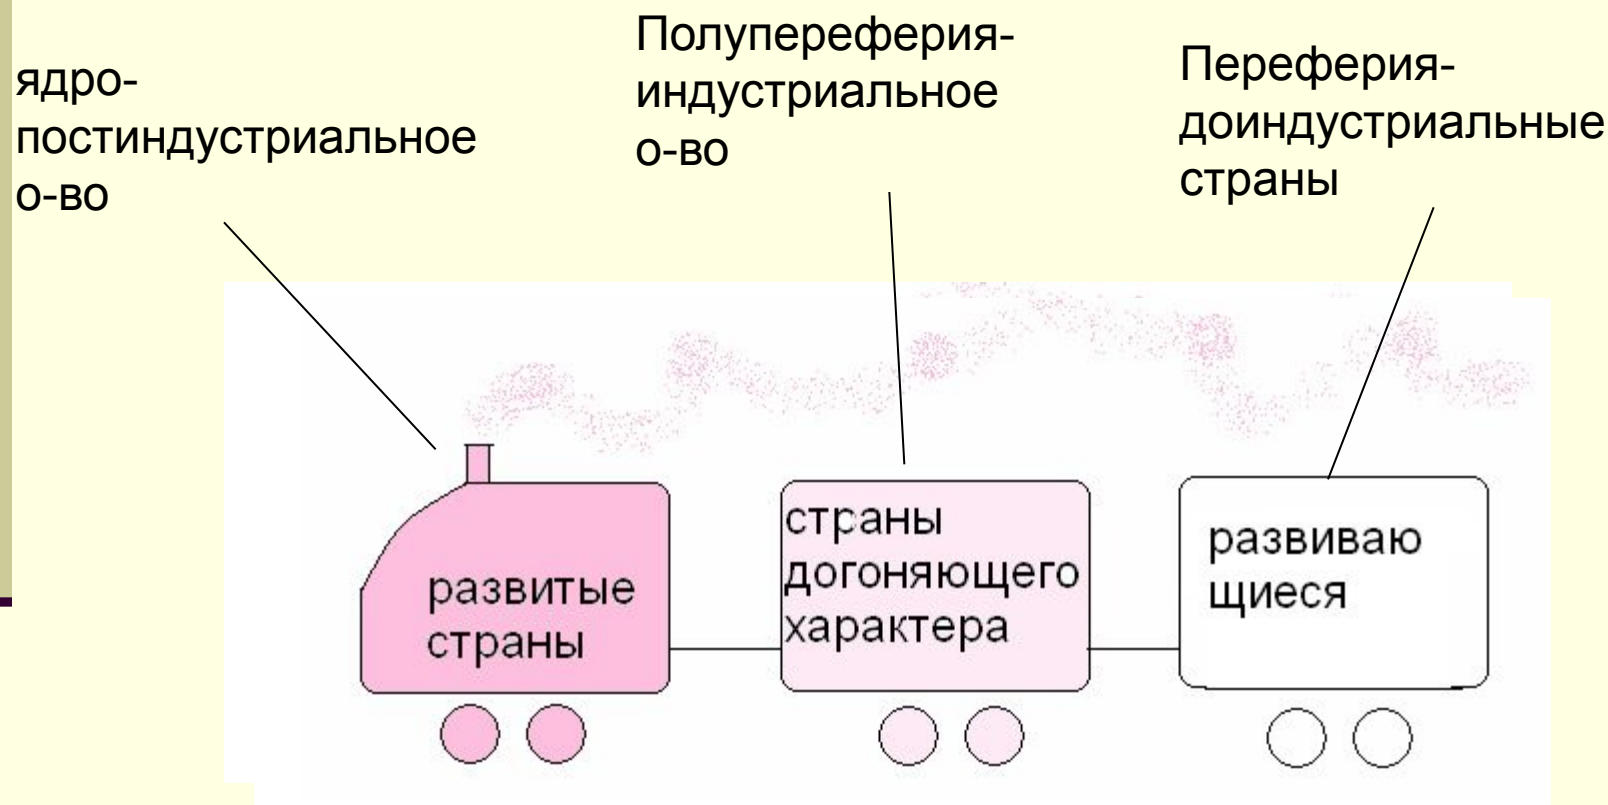 ядро-
постиндустриальное
о-во
Полупереферия-
индустриальное
о-во
Переферия-
доиндустриальные
страны
развитые
страны
страны
догоняющего
характера
развиваю
щиеся